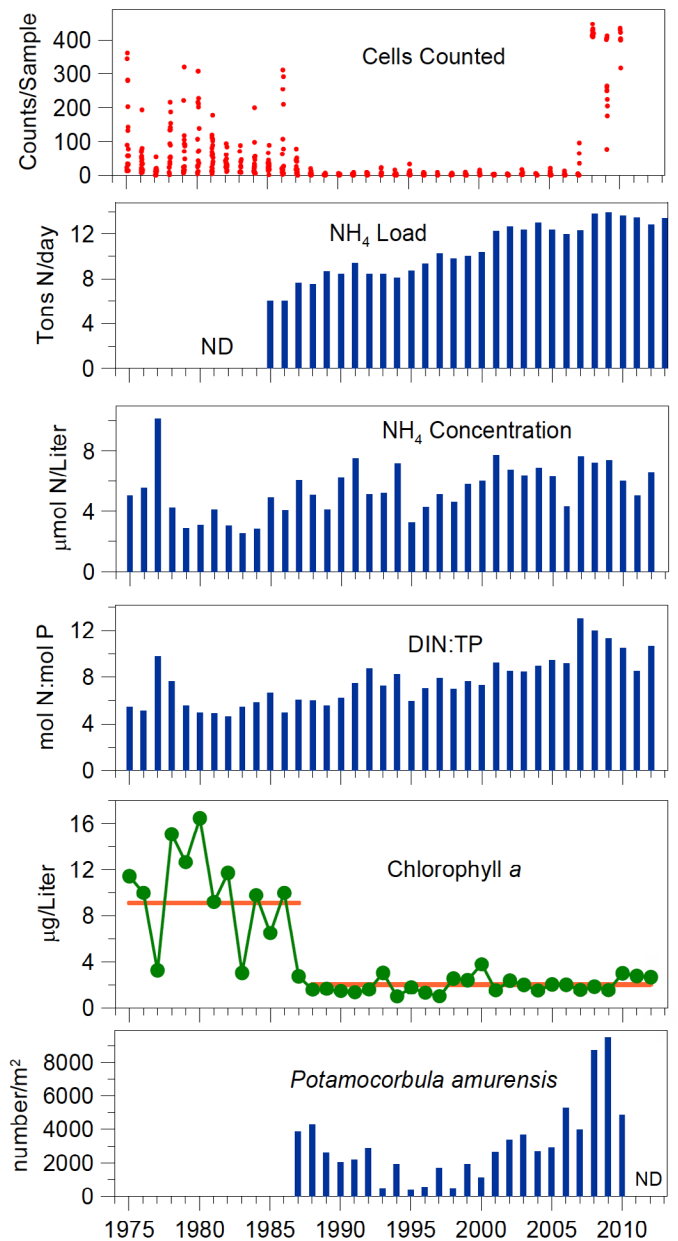 Counts/Sample
400
300
200
100
0
Cells Counted
Tons N/day
12
8
4
0
NH₄ Load
ND
μmol N/Liter
8
4
0
NH₄ Concentration
mol N:mol P
12
8
4
0
DIN:TP
μg/Liter
16
12
8
4
0
Chlorophyll a
number/m²
8000
6000
4000
2000
0
Potamocorbula amurensis
ND
1975 1980 1985 1990 1995 2000 2005 2010